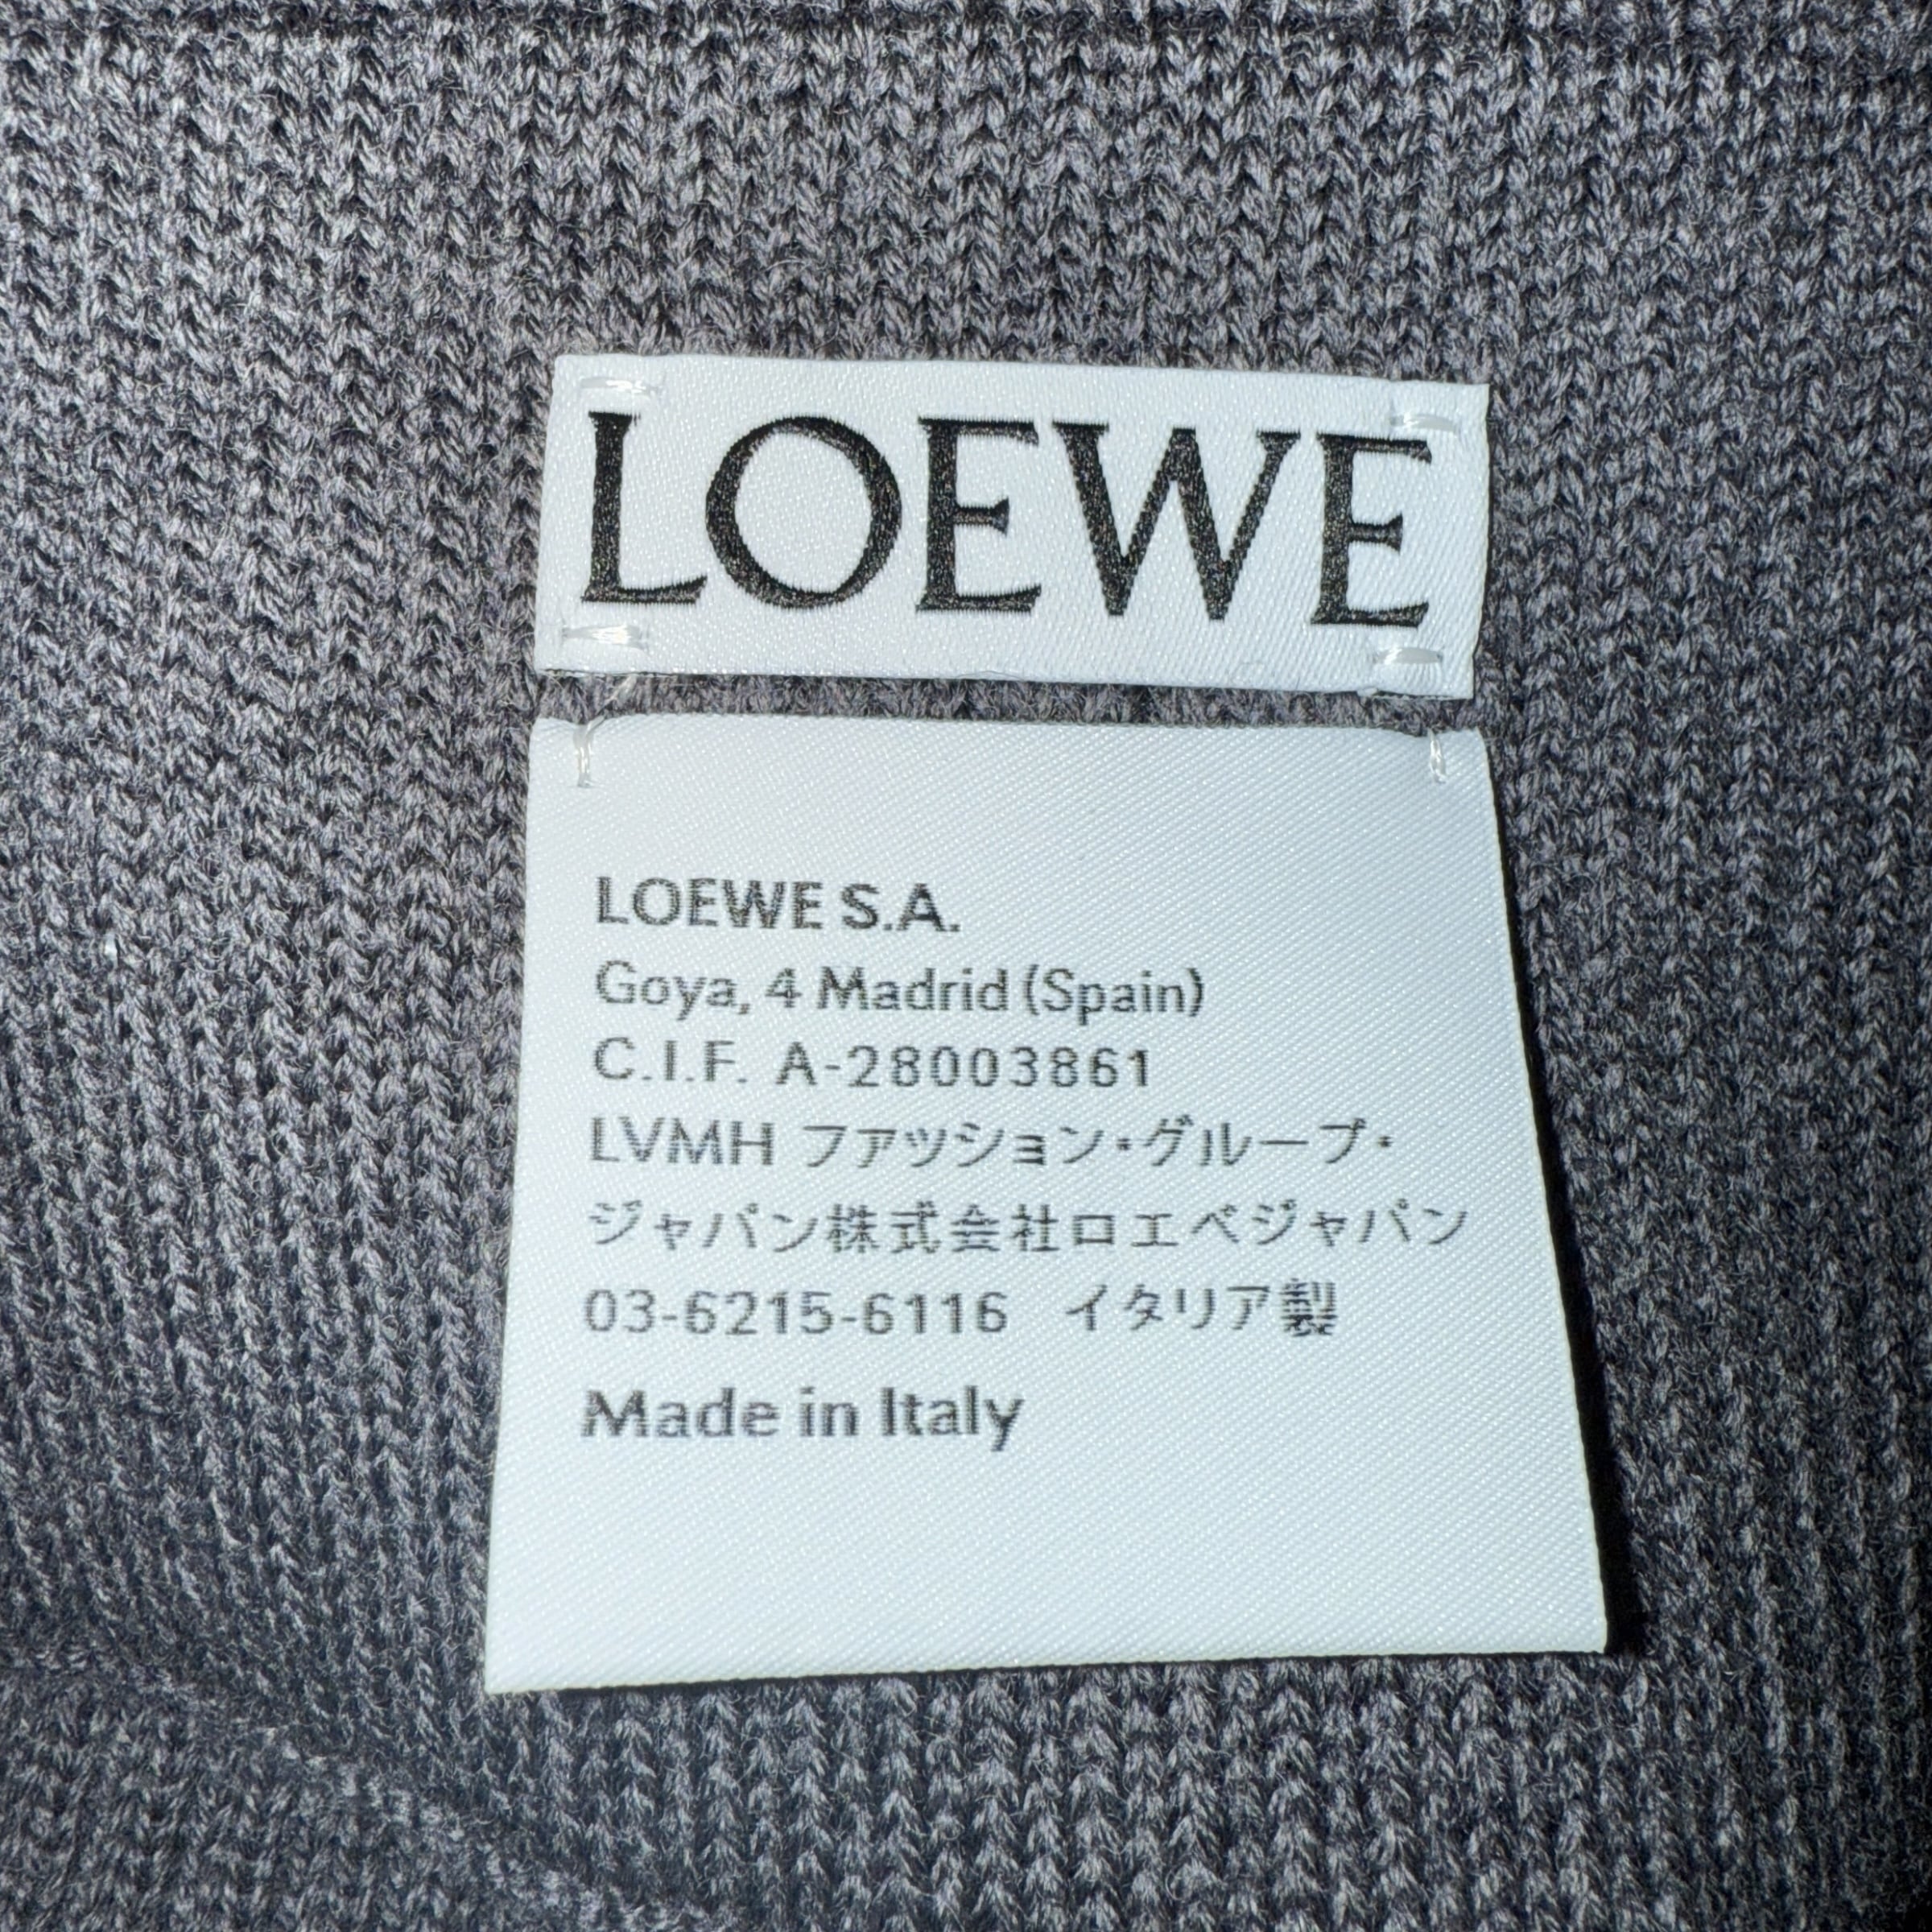 LOEWE
LOEWE S.A.
Goya, 4 Madrid (Spain)
C.I.F. A-28003861
LVMH ファッション・グループ・
ジャパン株式会社ロエベジャパン
03-6215-6116 イタリア製
Made in Italy